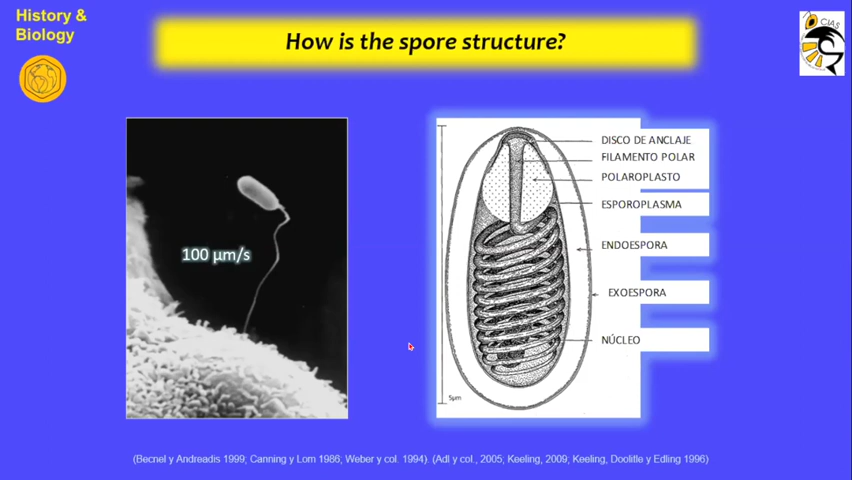 History &
Biology
How is the spore structure?
CIAS
100 µm/s
DISCO DE ANCLAJE
FILAMENTO POLAR
POLAROPLASTO
ESPOROPLASMA
ENDOESPORA
EXOESPORA
NÚCLEO
5µm
(Becnel y Andreadis 1999; Canning y Lom 1986; Weber y col. 1994). (Adl y col., 2005; Keeling, 2009; Keeling, Doolitle y Edling 1996)